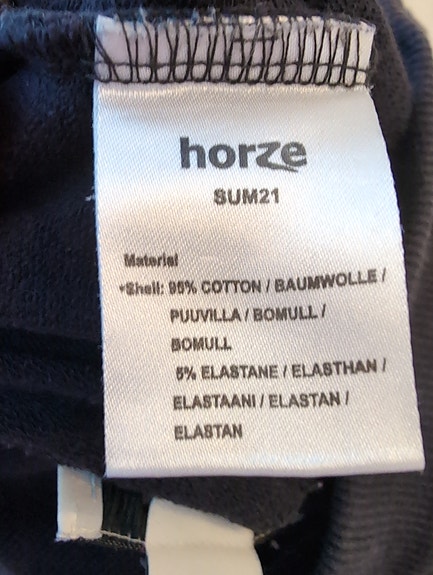 horze
SUM21
Material
*Shell: 95% COTTON / BAUMWOLLE /
PUUVILLA / BOMULL /
BOMULL
5% ELASTANE / ELASTHAN /
ELASTAANI / ELASTAN /
ELASTAN